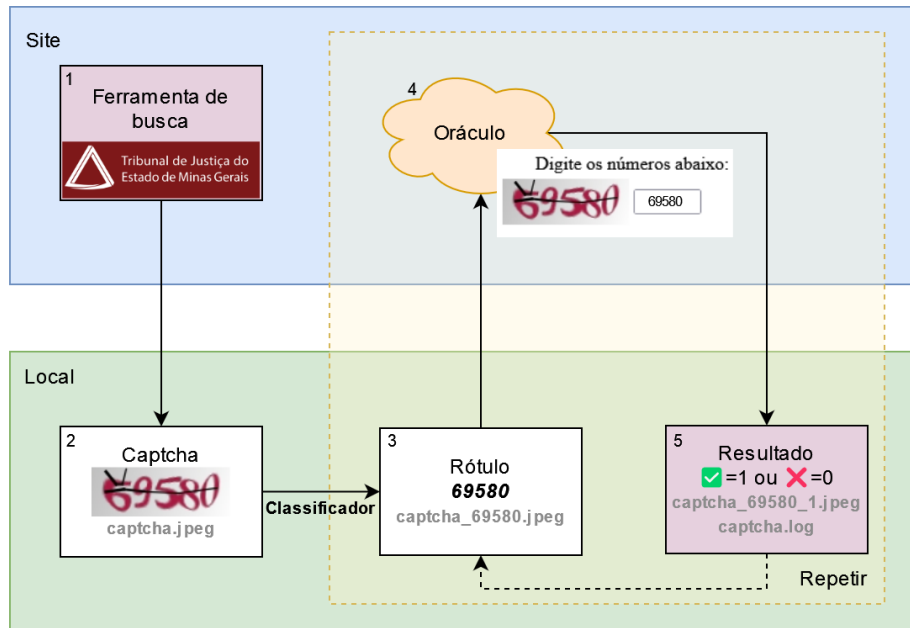 Site
1
Ferramenta de
busca
Tribunal de Justiça do
Estado de Minas Gerais
4
Oráculo
Digite os números abaixo:
69580
69580
Local
2
Captcha
69580
captcha.jpeg
Classificador
3
Rótulo
69580
captcha_69580.jpeg
5
Resultado
✅=1 ou ❌=0
captcha_69580_1.jpeg
captcha.log
Repetir